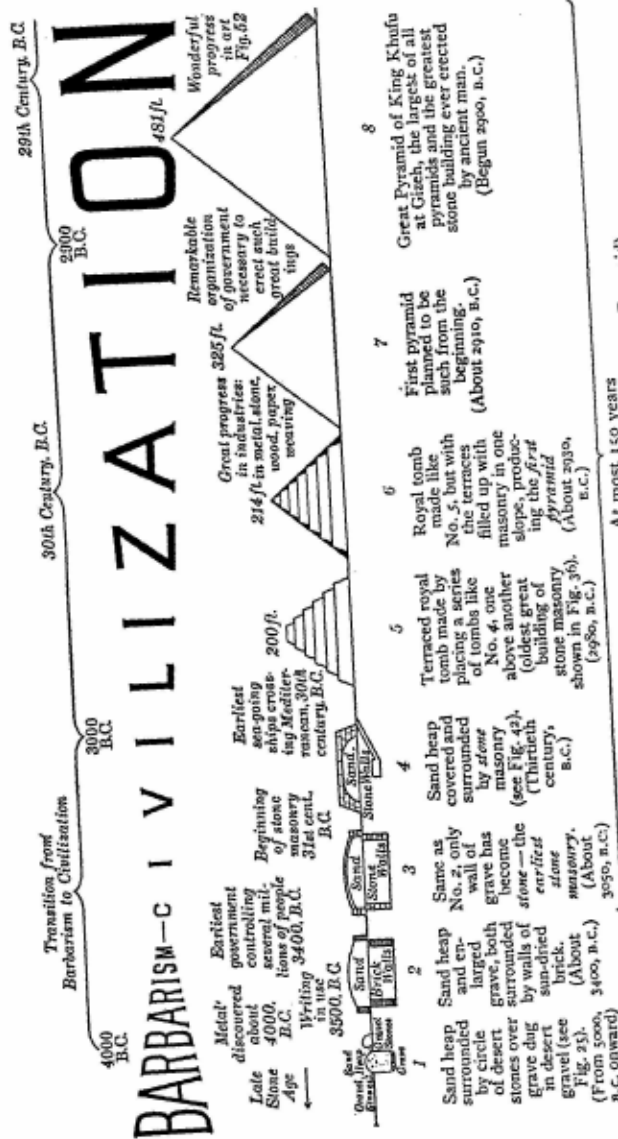 Transition from
Barbarism to Civilization
30th Century, B.C.
29th Century, B.C.
4000
B.C.
3000
B.C.
2900
B.C.
BARBARISM—CIVILIZATION
Late
Stone
Age
Metal
discovered
about
4000,
B.C.
Writing
in use
3500, B.C.
Earliest
government
controlling
several mil-
lions of people
3400, B.C.
Beginning
of stone
masonry
31st cent.,
B.C.
Earliest
sea-going
ships cross-
ing Mediter-
ranean, 30th
century, B.C.
Great progress
in industries:
in metal, stone,
wood, paper,
weaving
Remarkable
organization
of government
necessary to
erect such
great build
ings
Wonderful
progress
in art
Fig. 52
200 ft.
214 ft.
325 ft.
481 ft.
Sand Heap
Sand
Brick
Walls
Sand
Stone
Walls
Sand
Stone Walls
1
Sand heap
surrounded
by circle
of desert
stones over
grave dug
in desert
gravel (see
Fig. 25).
(From 5000,
B.C. onward)
2
Sand heap
and en-
larged
grave, both
surrounded
by walls of
sun-dried
brick.
(About
3400, B.C.)
3
Same as
No. 2, only
wall of
grave has
become
stone — the
earliest
stone
masonry.
(About
3050, B.C.)
4
Sand heap
covered and
surrounded
by stone
masonry
(see Fig. 42).
(Thirtieth
century,
B.C.)
5
Terraced royal
tomb made by
placing a series
of tombs like
No. 4, one
above another
(oldest great
building of
stone masonry
shown in Fig. 36).
(2980, B.C.)
6
Royal tomb
made like
No. 5, but with
the terraces
filled up with
masonry in one
slope, produc-
ing the first
pyramid
(About 2930,
B.C.)
7
First pyramid
planned to be
such from the
beginning.
(About 2910, B.C.)
8
Great Pyramid of King Khufu
at Gizeh, the largest of all
pyramids and the greatest
stone building ever erected
by ancient man.
(Begun 2900, B.C.)
At most 150 years